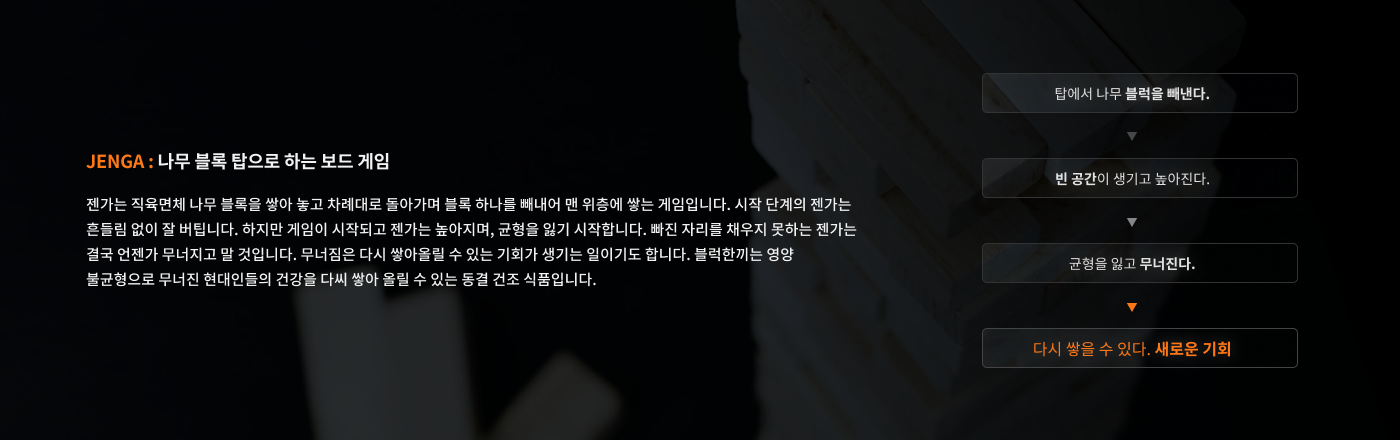 JENGA : 나무 블록 탑으로 하는 보드 게임
젠가는 직육면체 나무 블록을 쌓아 놓고 차례대로 돌아가며 블록 하나를 빼내어 맨 위층에 쌓는 게임입니다. 시작 단계의 젠가는
흔들림 없이 잘 버팁니다. 하지만 게임이 시작되고 젠가는 높아지며, 균형을 잃기 시작합니다. 빠진 자리를 채우지 못하는 젠가는
결국 언젠가 무너지고 말 것입니다. 무너짐은 다시 쌓아올릴 수 있는 기회가 생기는 일이기도 합니다. 블럭한끼는 영양
불균형으로 무너진 현대인들의 건강을 다씨 쌓아 올릴 수 있는 동결 건조 식품입니다.
탑에서 나무 블럭을 빼낸다.
빈 공간이 생기고 높아진다.
균형을 잃고 무너진다.
다시 쌓을 수 있다. 새로운 기회